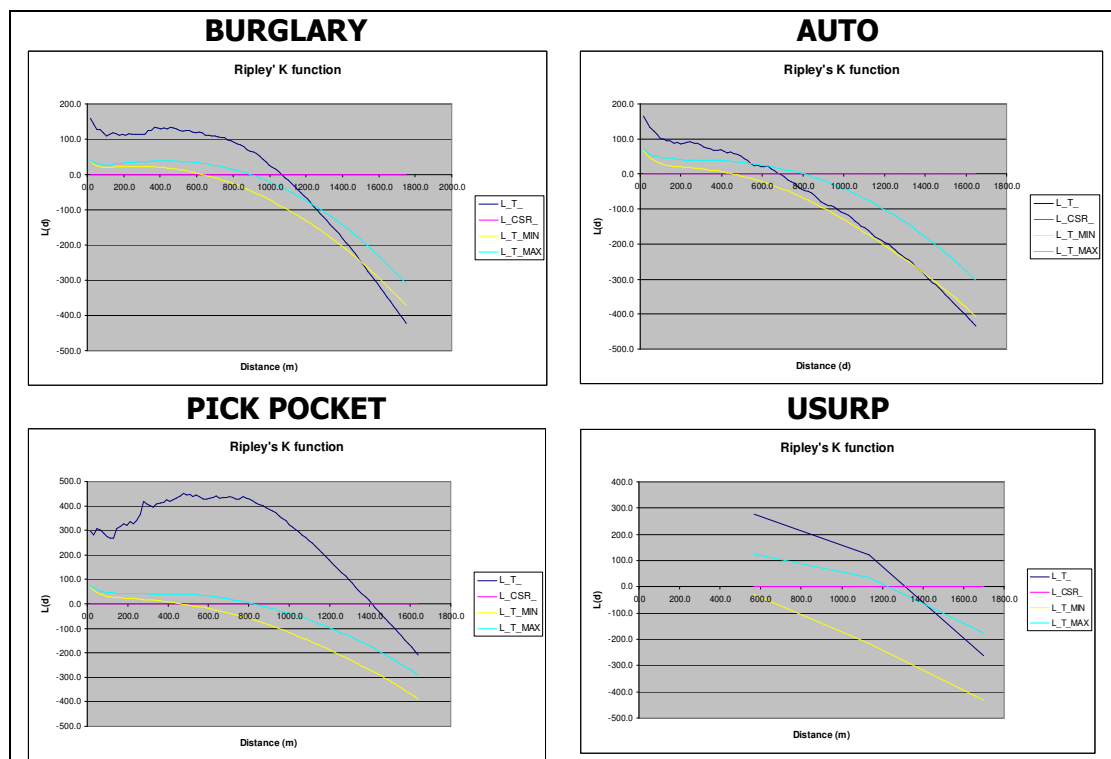 BURGLARY
Ripley' K function
200.0
100.0
0.0
-100.0
-200.0
-300.0
-400.0
-500.0
0.0 200.0 400.0 600.0 800.0 1000.0 1200.0 1400.0 1600.0 1800.0 2000.0
L(d)
Distance (m)
L_T_
L_CSR_
L_T_MIN
L_T_MAX
AUTO
Ripley's K function
200.0
100.0
0.0
-100.0
-200.0
-300.0
-400.0
-500.0
0.0 200.0 400.0 600.0 800.0 1000.0 1200.0 1400.0 1600.0 1800.0
L(d)
Distance (d)
L_T_
L_CSR_
L_T_MIN
L_T_MAX
PICK POCKET
Ripley's K function
500.0
400.0
300.0
200.0
100.0
0.0
-100.0
-200.0
-300.0
-400.0
-500.0
0.0 200.0 400.0 600.0 800.0 1000.0 1200.0 1400.0 1600.0 1800.0
L(d)
Distance (m)
L_T_
L_CSR_
L_T_MIN
L_T_MAX
USURP
Ripley's K function
400.0
300.0
200.0
100.0
0.0
-100.0
-200.0
-300.0
-400.0
-500.0
0.0 200.0 400.0 600.0 800.0 1000.0 1200.0 1400.0 1600.0 1800.0
L(d)
Distance (m)
L_T_
L_CSR_
L_T_MIN
L_T_MAX